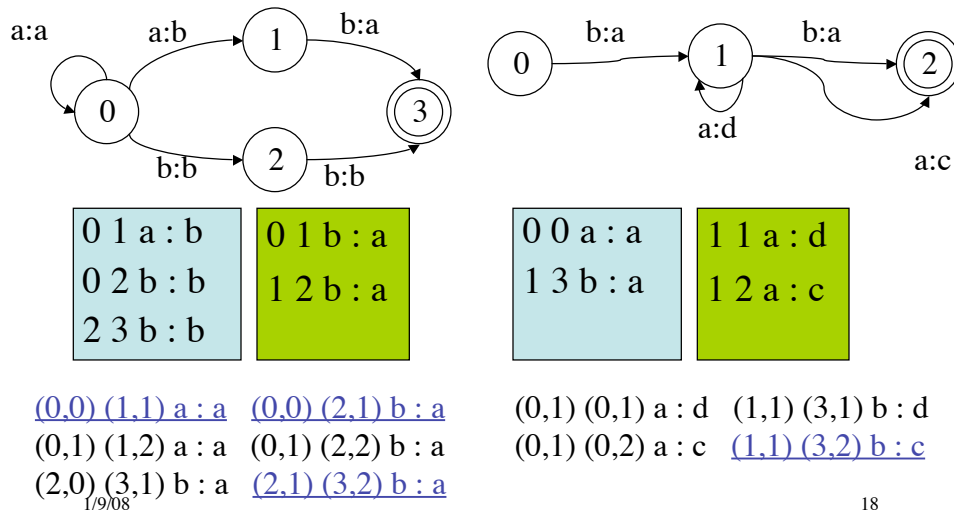 a:a
a:b
1
b:a
0
3
b:b
2
b:b
0
b:a
1
b:a
2
a:d
a:c
0 1 a : b
0 2 b : b
2 3 b : b
0 1 b : a
1 2 b : a
0 0 a : a
1 3 b : a
1 1 a : d
1 2 a : c
(0,0) (1,1) a : a (0,0) (2,1) b : a
(0,1) (1,2) a : a (0,1) (2,2) b : a
(2,0) (3,1) b : a (2,1) (3,2) b : a
(0,1) (0,1) a : d (1,1) (3,1) b : d
(0,1) (0,2) a : c (1,1) (3,2) b : c
1/9/08
18